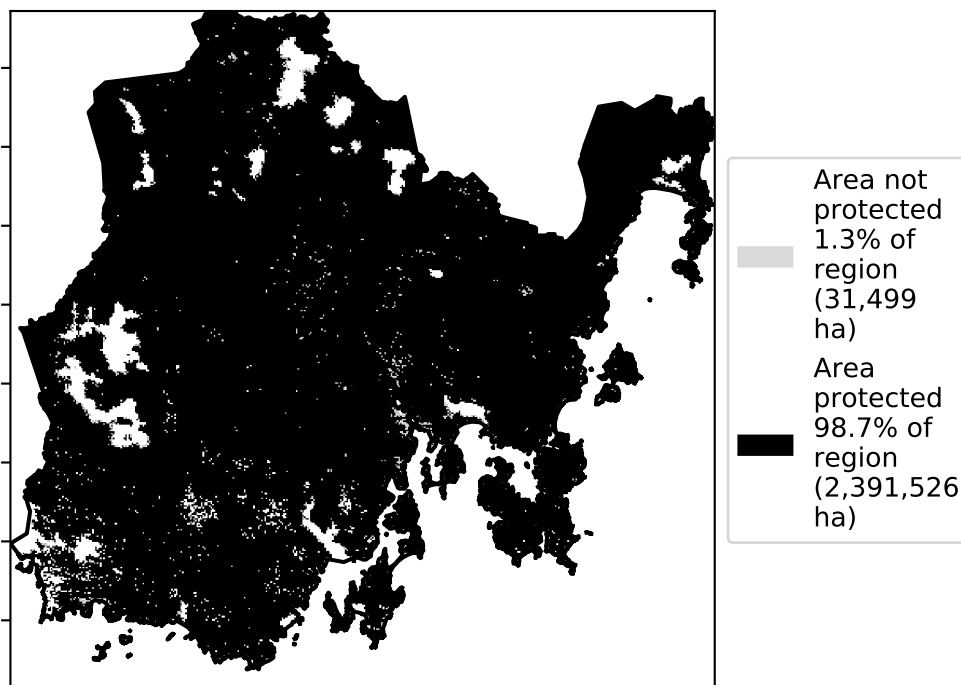 Area not
protected
1.3% of
region
(31,499
ha)
Area
protected
98.7% of
region
(2,391,526
ha)